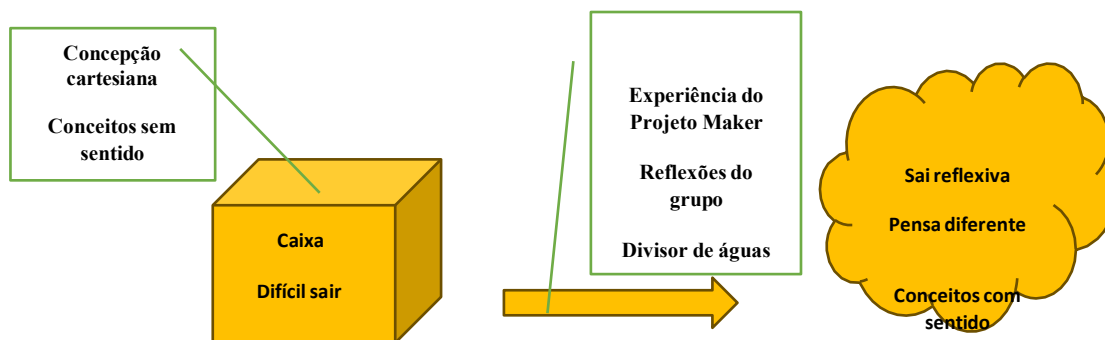 Concepção
cartesiana
Conceitos sem
sentido
Caixa
Difícil sair
Experiência do
Projeto Maker
Reflexões do
grupo
Divisor de águas
Sai reflexiva
Pensa diferente
Conceitos com
sentido